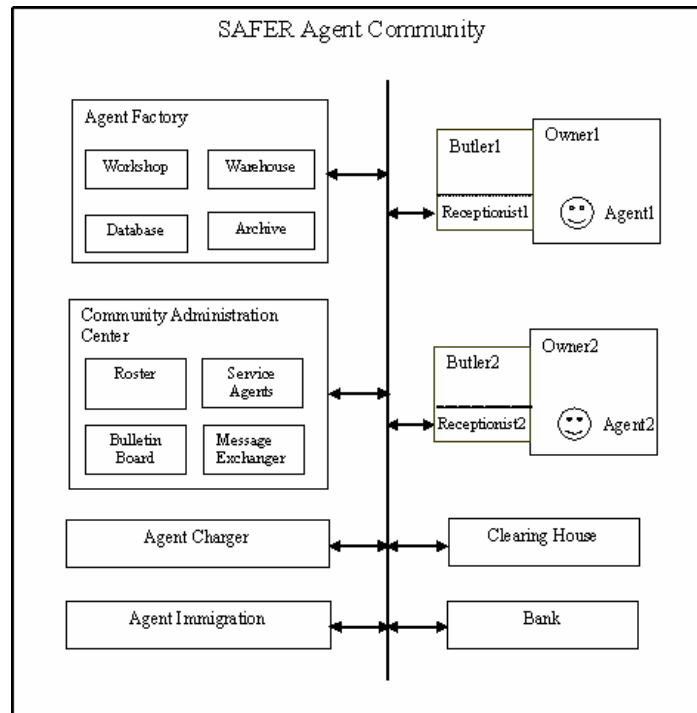 SAFER Agent Community
Agent Factory
Workshop
Warehouse
Database
Archive
Butler1
Receptionist1
Owner1
Agent1
Community Administration
Center
Roster
Service
Agents
Bulletin
Board
Message
Exchanger
Butler2
Receptionist2
Owner2
Agent2
Agent Charger
Clearing House
Agent Immigration
Bank